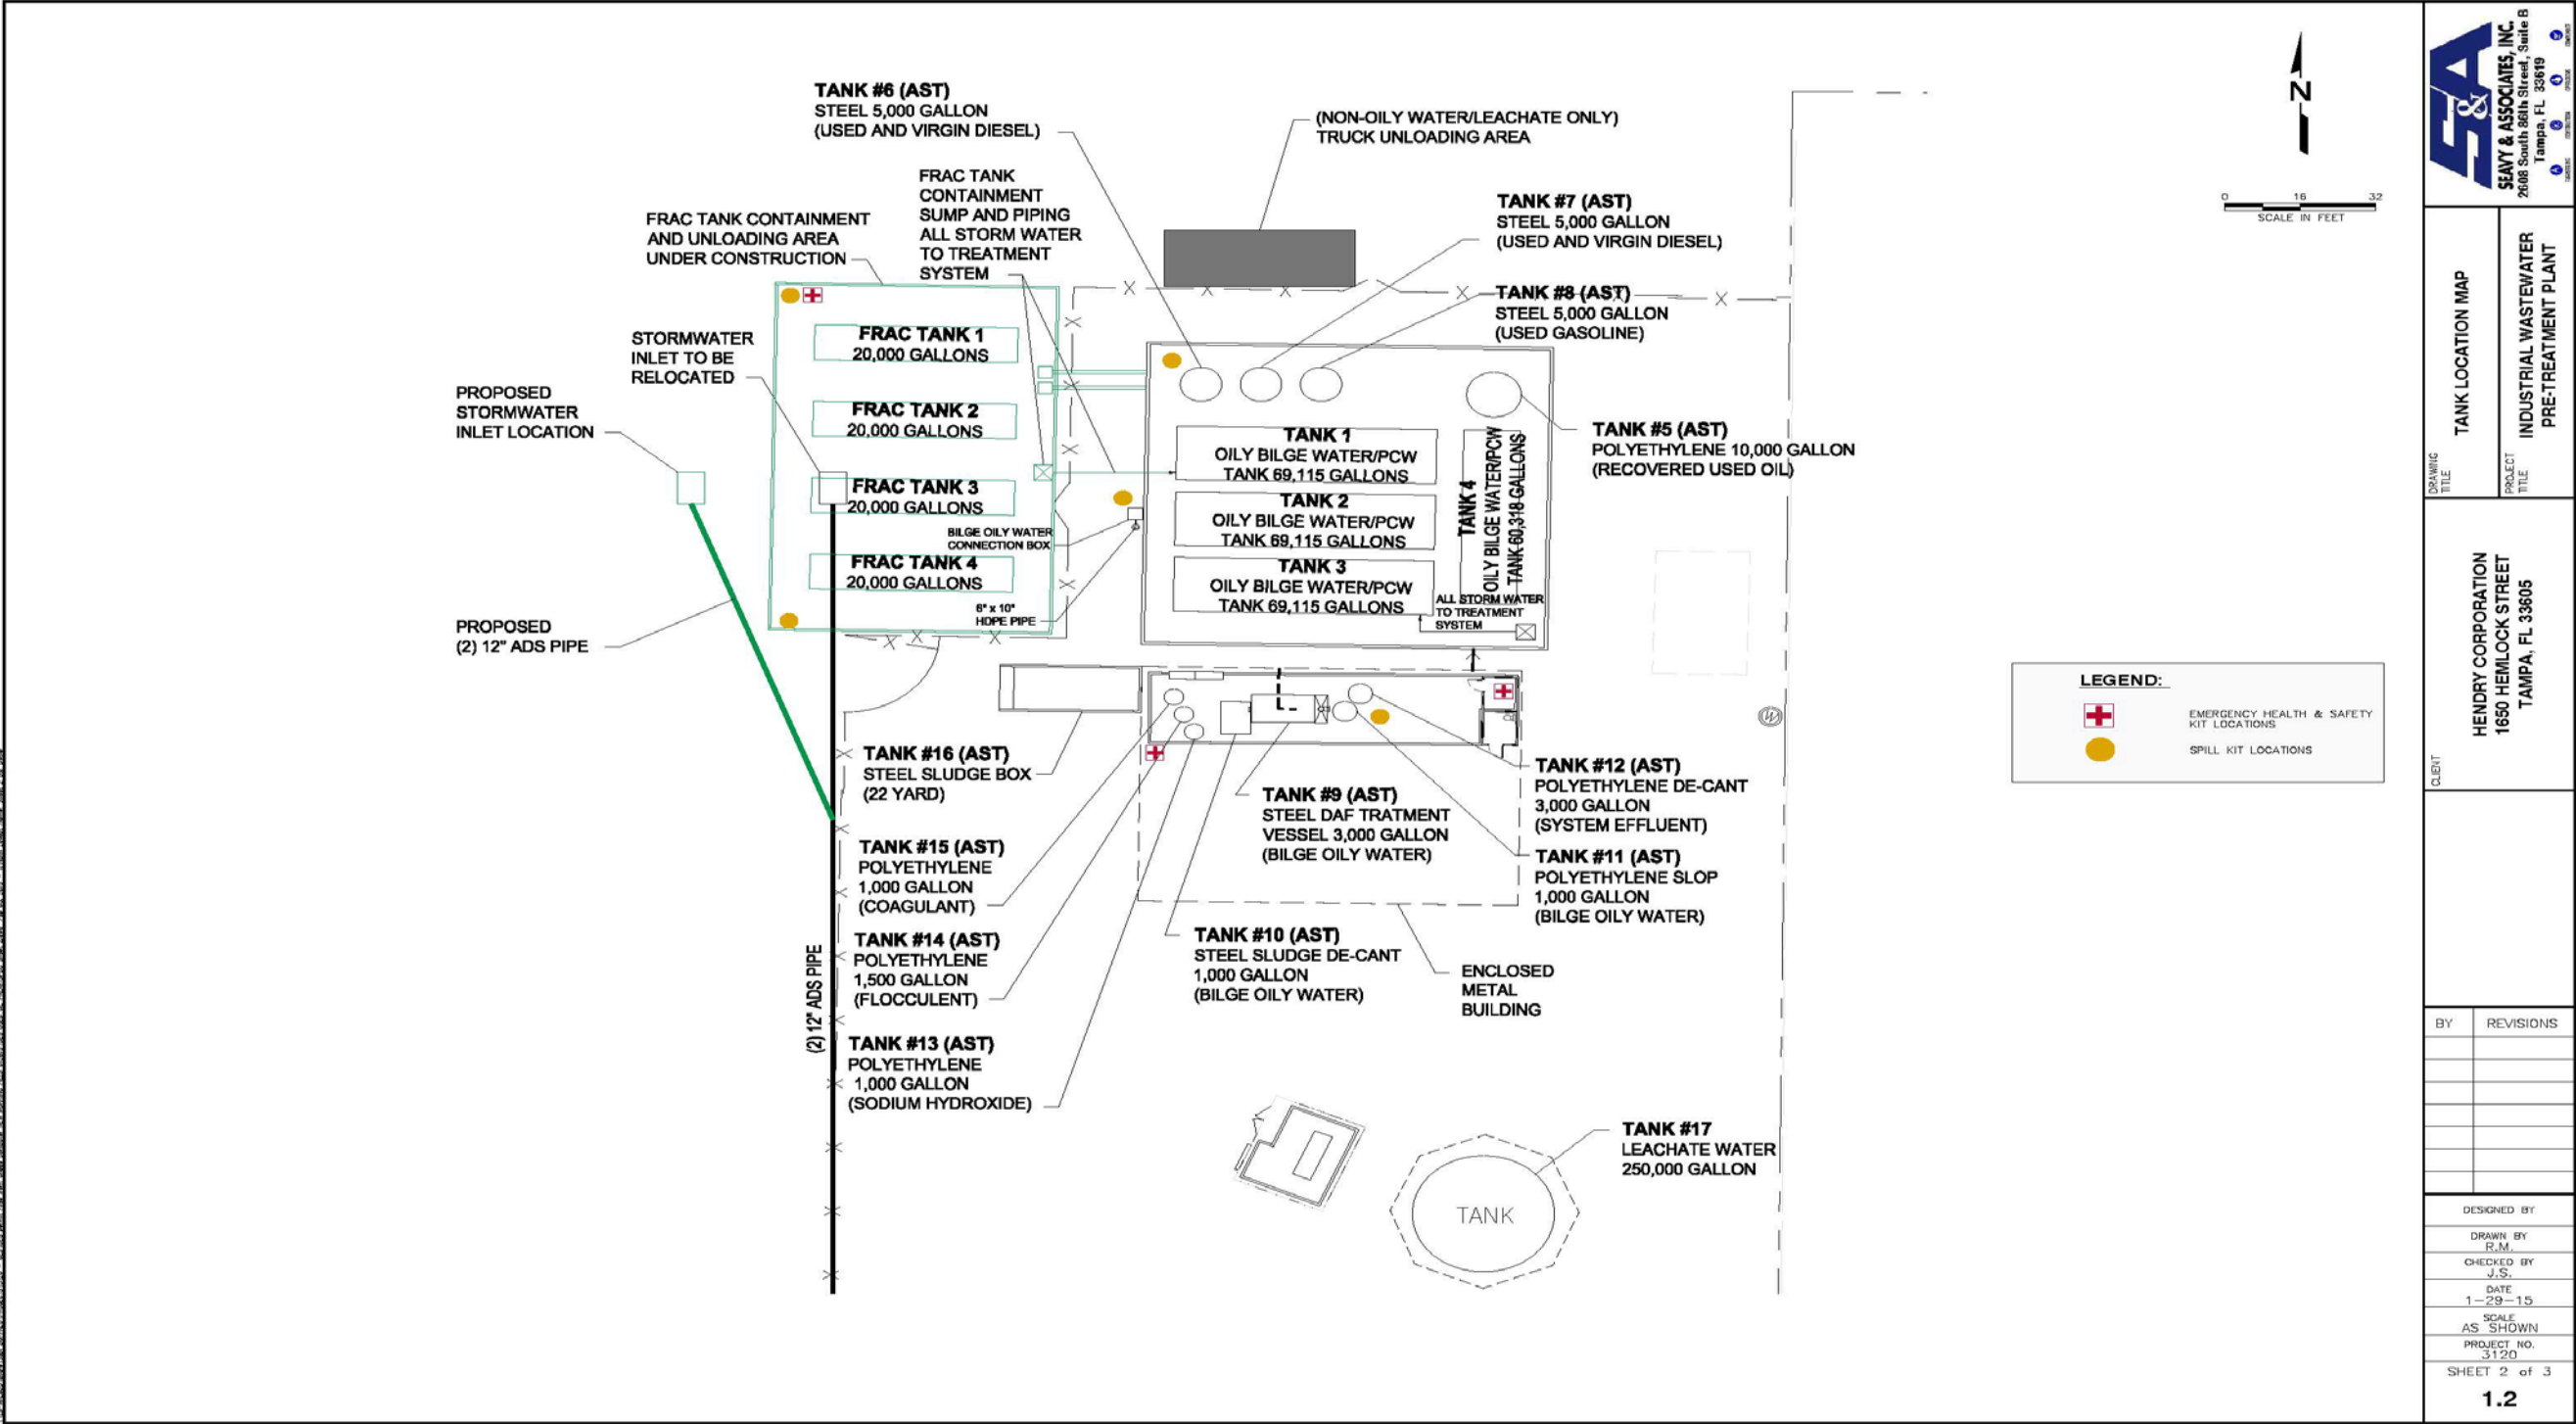 TANK #6 (AST)
STEEL 5,000 GALLON
(USED AND VIRGIN DIESEL)
(NON-OILY WATER/LEACHATE ONLY)
TRUCK UNLOADING AREA
FRAC TANK
CONTAINMENT
SUMP AND PIPING
ALL STORM WATER
TO TREATMENT
SYSTEM
FRAC TANK CONTAINMENT
AND UNLOADING AREA
UNDER CONSTRUCTION
TANK #7 (AST)
STEEL 5,000 GALLON
(USED AND VIRGIN DIESEL)
TANK #8 (AST)
STEEL 5,000 GALLON
(USED GASOLINE)
STORMWATER
INLET TO BE
RELOCATED
PROPOSED
STORMWATER
INLET LOCATION
PROPOSED
(2) 12" ADS PIPE
FRAC TANK 1
20,000 GALLONS
FRAC TANK 2
20,000 GALLONS
FRAC TANK 3
20,000 GALLONS
FRAC TANK 4
20,000 GALLONS
BILGE OILY WATER
CONNECTION BOX
6" x 10"
HDPE PIPE
TANK 1
OILY BILGE WATER/PCW
TANK 69,115 GALLONS
TANK 2
OILY BILGE WATER/PCW
TANK 69,115 GALLONS
TANK 3
OILY BILGE WATER/PCW
TANK 69,115 GALLONS
TANK 4
OILY BILGE WATER/PCW
TANK 60,318 GALLONS
ALL STORM WATER
TO TREATMENT
SYSTEM
TANK #5 (AST)
POLYETHYLENE 10,000 GALLON
(RECOVERED USED OIL)
W
TANK #16 (AST)
STEEL SLUDGE BOX
(22 YARD)
TANK #15 (AST)
POLYETHYLENE
1,000 GALLON
(COAGULANT)
TANK #14 (AST)
POLYETHYLENE
1,500 GALLON
(FLOCCULENT)
TANK #13 (AST)
POLYETHYLENE
1,000 GALLON
(SODIUM HYDROXIDE)
(2) 12" ADS PIPE
TANK #9 (AST)
STEEL DAF TRATMENT
VESSEL 3,000 GALLON
(BILGE OILY WATER)
TANK #10 (AST)
STEEL SLUDGE DE-CANT
1,000 GALLON
(BILGE OILY WATER)
TANK #12 (AST)
POLYETHYLENE DE-CANT
3,000 GALLON
(SYSTEM EFFLUENT)
TANK #11 (AST)
POLYETHYLENE SLOP
1,000 GALLON
(BILGE OILY WATER)
ENCLOSED
METAL
BUILDING
TANK #17
LEACHATE WATER
250,000 GALLON
TANK
N
0 16 32
SCALE IN FEET
LEGEND:
EMERGENCY HEALTH & SAFETY
KIT LOCATIONS
SPILL KIT LOCATIONS
S&A
SEAVY & ASSOCIATES, INC.
2608 South 86th Street, Suite B
Tampa, FL 33619
DRAWING
TITLE
TANK LOCATION MAP
PROJECT
TITLE
INDUSTRIAL WASTEWATER
PRE-TREATMENT PLANT
CLIENT
HENDRY CORPORATION
1650 HEMLOCK STREET
TAMPA, FL 33605
BY REVISIONS
DESIGNED BY
DRAWN BY
R.M.
CHECKED BY
J.S.
DATE
1-29-15
SCALE
AS SHOWN
PROJECT NO.
3120
SHEET 2 of 3
1.2